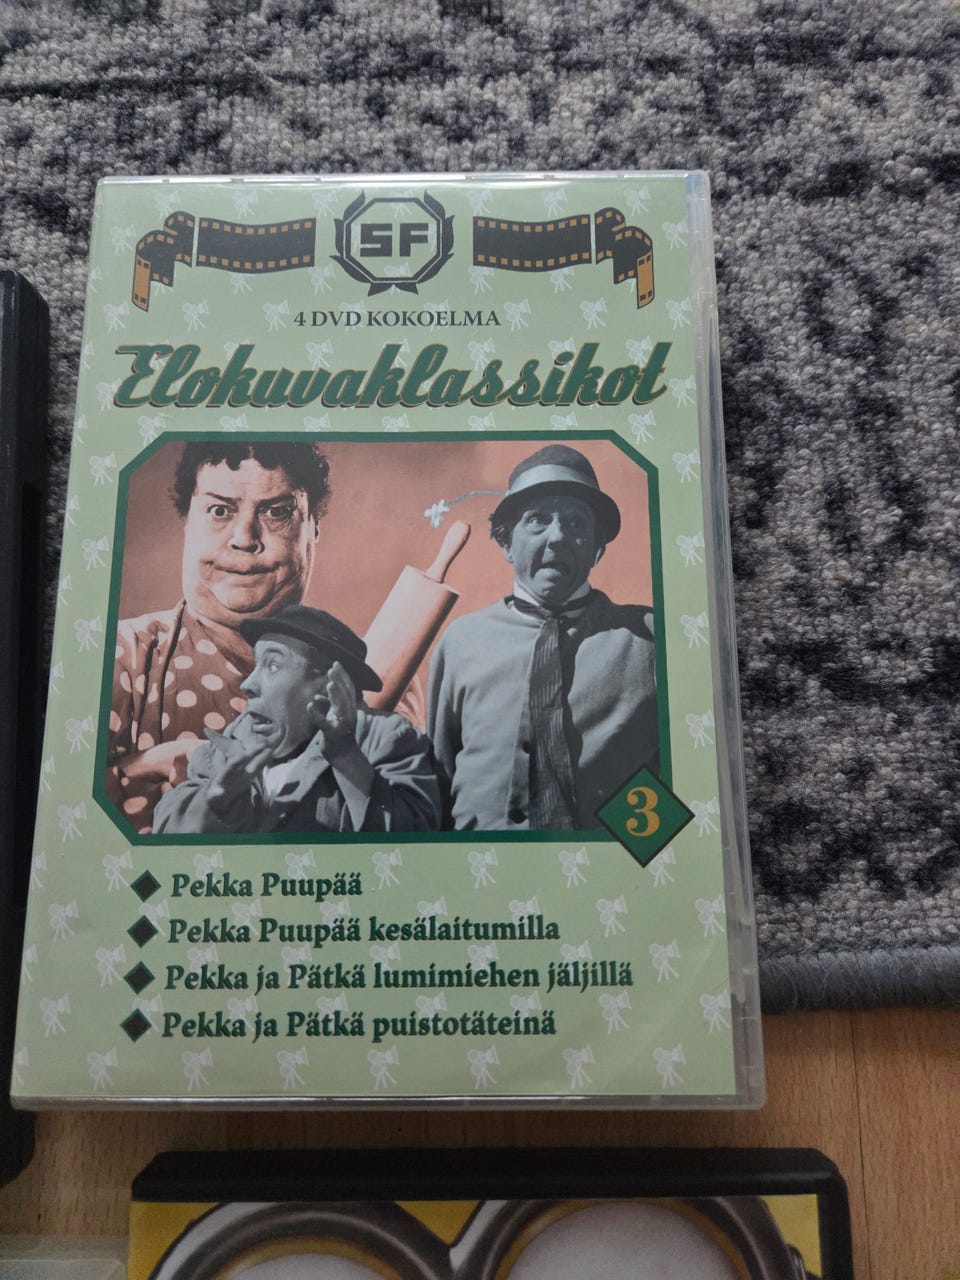 SF
4 DVD KOKOELMA
Elokuvaklassikot
3
Pekka Puupää
Pekka Puupää kesälaitumilla
Pekka ja Pätkä lumimiehen jäljillä
Pekka ja Pätkä puistotäteinä